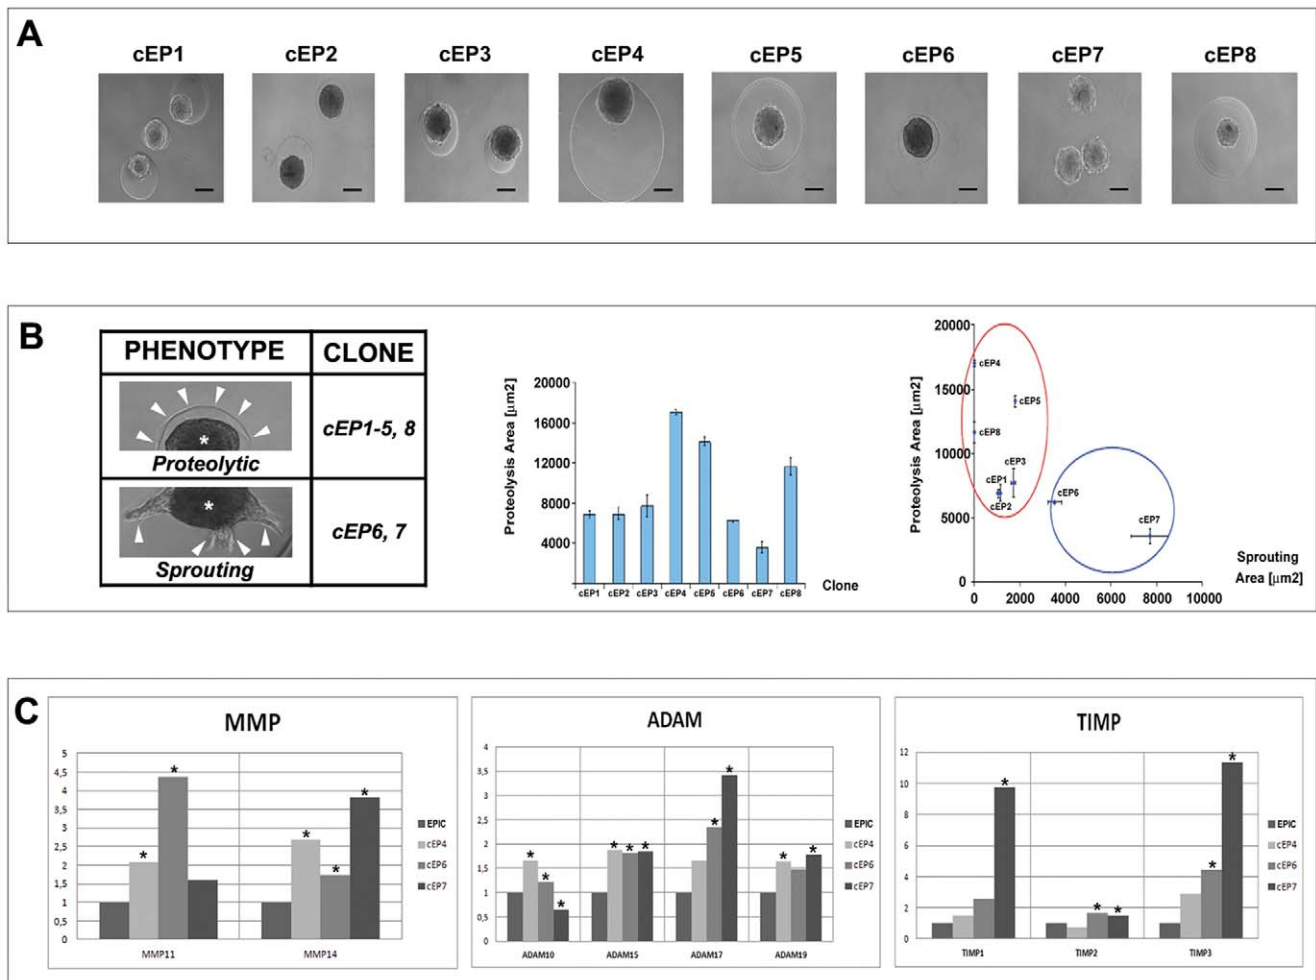 A
cEP1 cEP2 cEP3 cEP4 cEP5 cEP6 cEP7 cEP8
B
PHENOTYPE CLONE
*
Proteolytic
cEP1-5, 8
*
Sprouting
cEP6, 7
Proteolysis Area [µm2]
20000
16000
12000
8000
4000
cEP1 cEP2 cEP3 cEP4 cEP5 cEP6 cEP7 cEP8
Clone
Proteolysis Area [µm2]
20000
15000
10000
5000
0
cEP4
cEP5
cEP8
cEP3
cEP1
cEP2
cEP6
cEP7
0 2000 4000 6000 8000 10000
Sprouting
Area [µm2]
C
MMP
5
4,5
4
3,5
3
2,5
2
1,5
1
0,5
0
* * * * *
MMP11 MMP14
EPIC
cEP4
cEP6
cEP7
ADAM
4
3,5
3
2,5
2
1,5
1
0,5
0
* * * * * * * * * *
ADAM10 ADAM15 ADAM17 ADAM19
EPIC
cEP4
cEP6
cEP7
TIMP
12
10
8
6
4
2
0
* * * * *
TIMP1 TIMP2 TIMP3
EPIC
cEP4
cEP6
cEP7